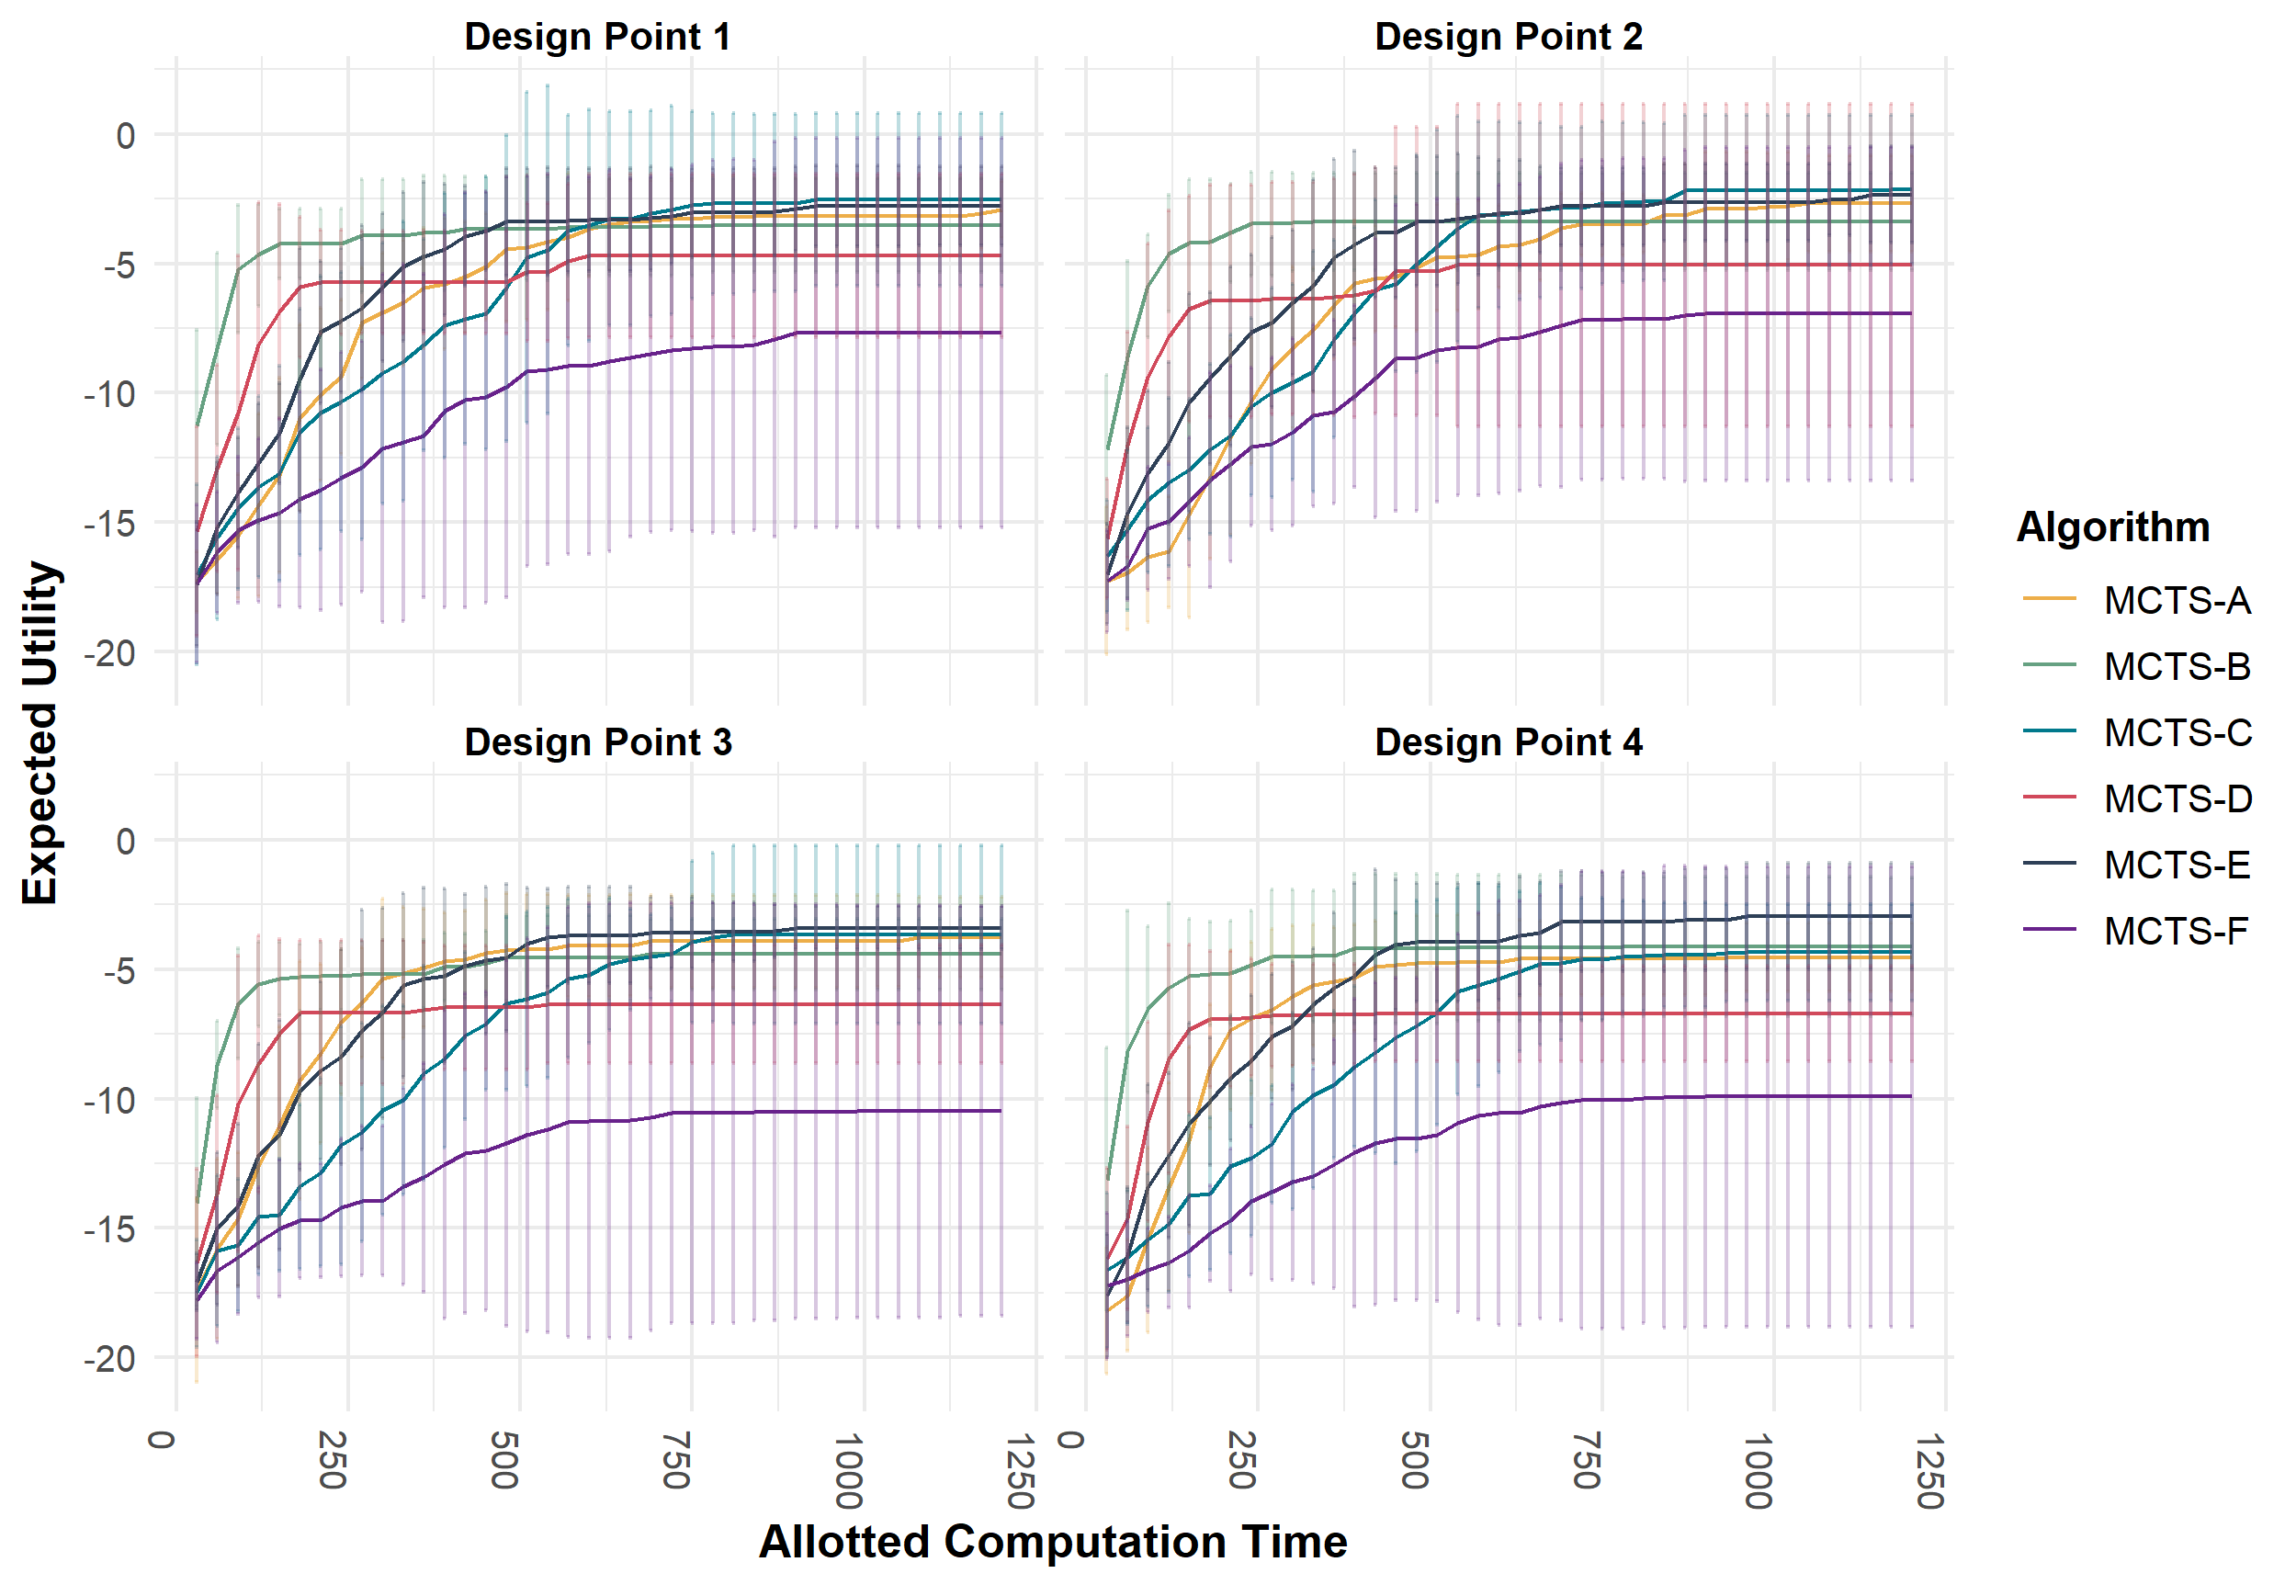 Design Point 1
Design Point 2
0
-5
-10
-15
-20
Design Point 3
Design Point 4
0
-5
-10
-15
-20
0
250
500
750
1000
1250
0
250
500
750
1000
1250
Expected Utility
Allotted Computation Time
Algorithm
MCTS-A
MCTS-B
MCTS-C
MCTS-D
MCTS-E
MCTS-F